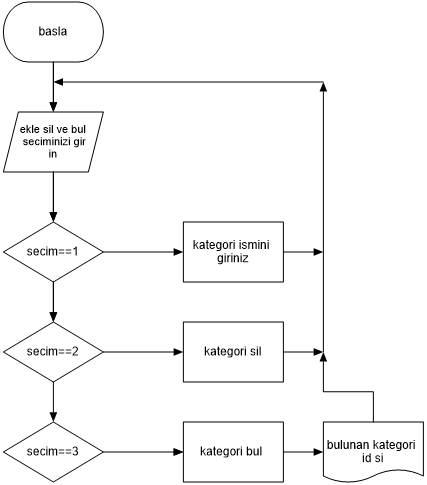 basla
ekle sil ve bul
seciminizi gir
in
secim==1
kategori ismini
giriniz
secim==2
kategori sil
secim==3
kategori bul
bulunan kategori
id si